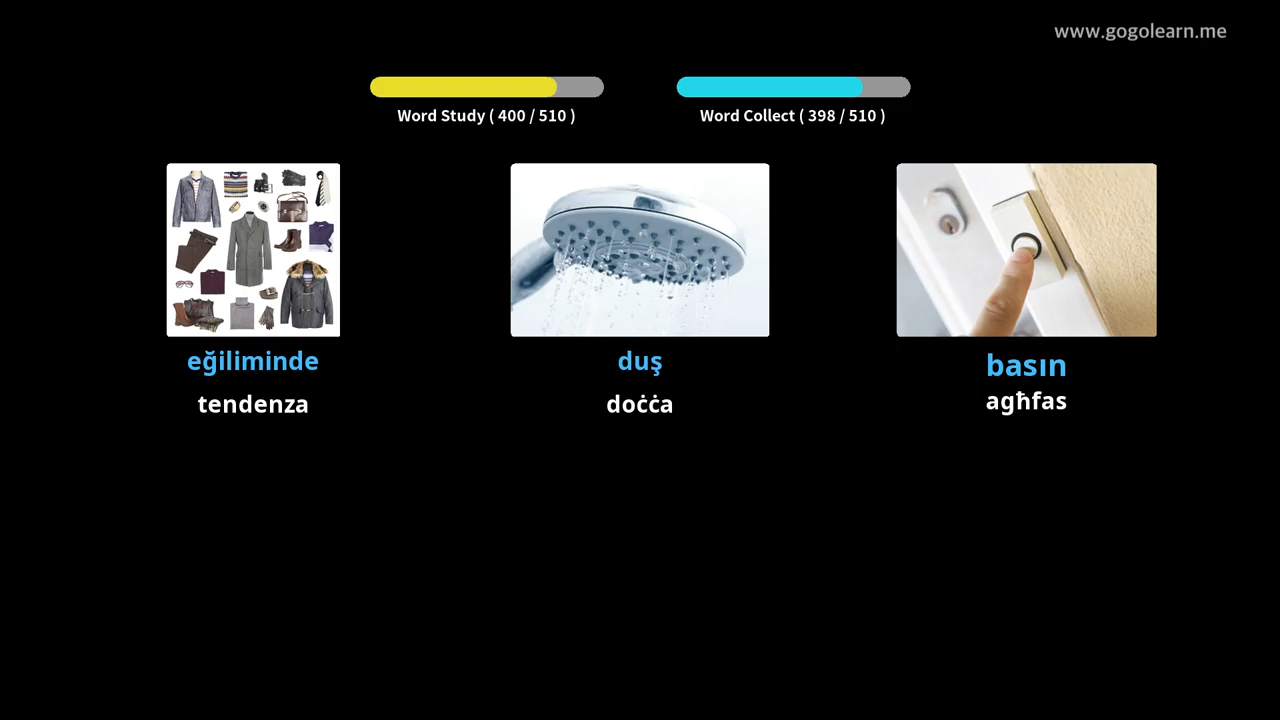 www.gogolearn.me
Word Study ( 400 / 510 )
Word Collect ( 398 / 510 )
eğiliminde
tendenza
duş
doċċa
basın
agħfas